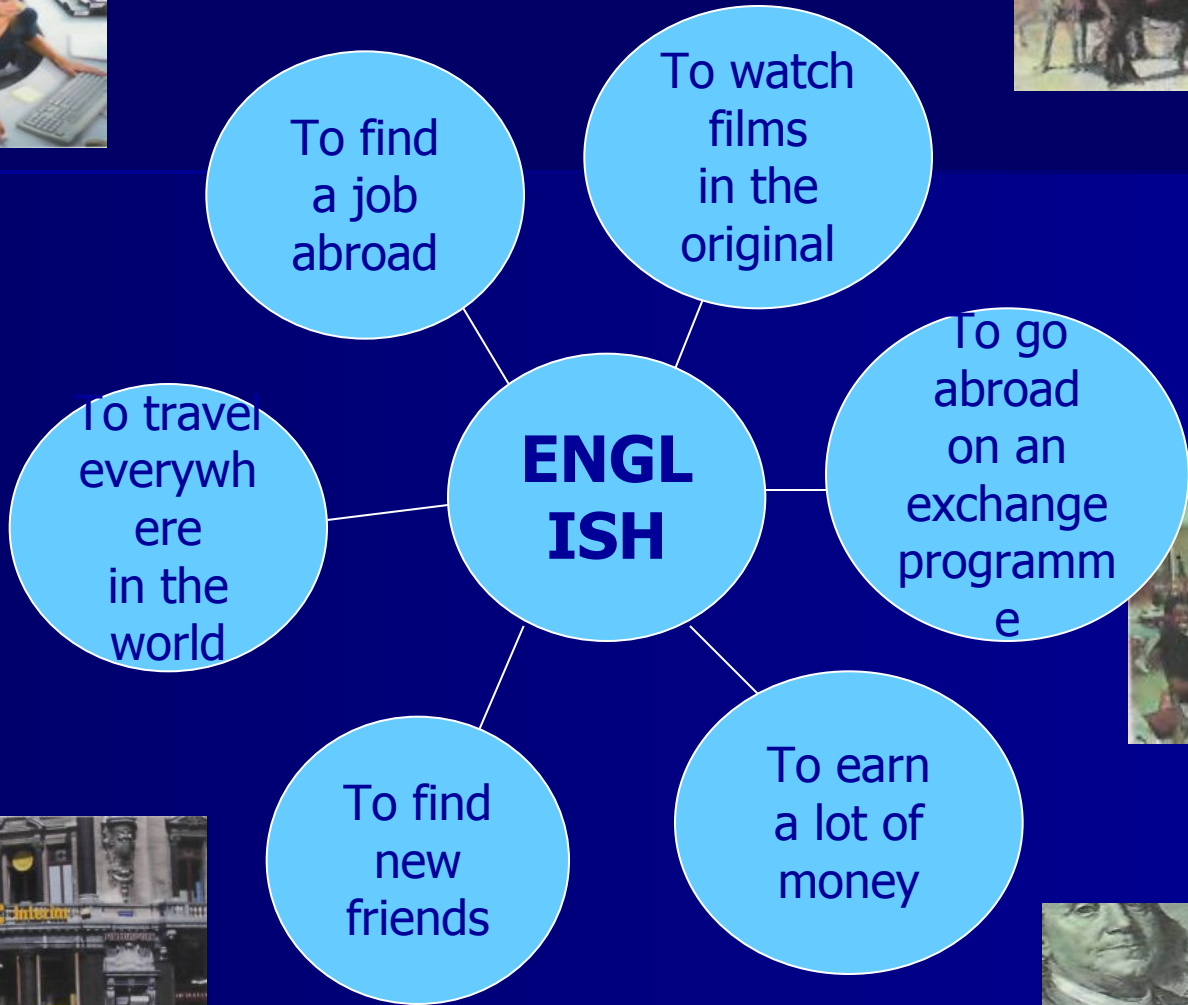 To find
a job
abroad
To watch
films
in the
original
To go
abroad
on an
exchange
programm
e
To travel
everywh
ere
in the
world
ENGL
ISH
To find
new
friends
To earn
a lot of
money
Interior